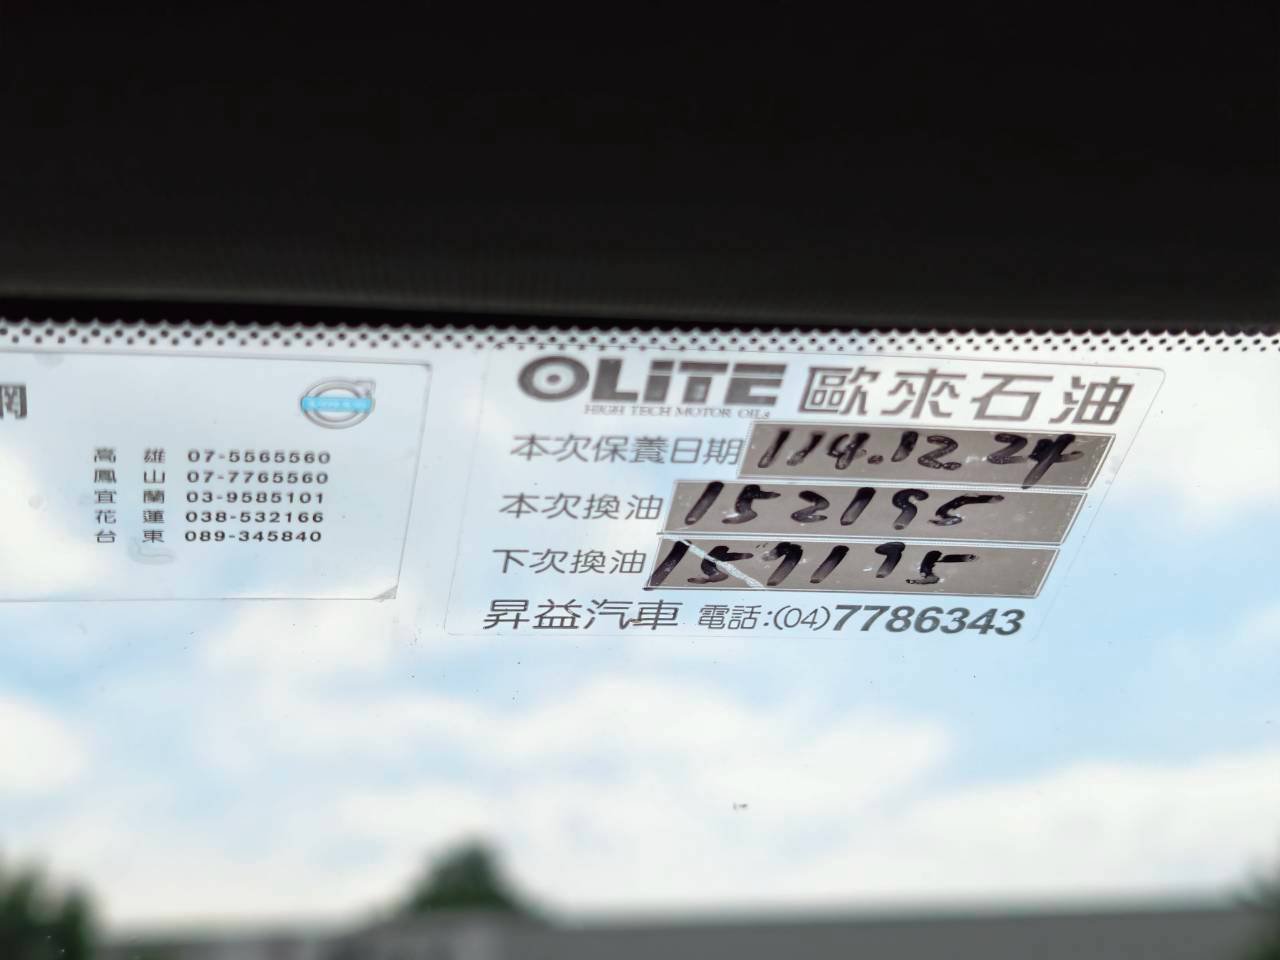 網
高雄 07-5565560
鳳山 07-7765560
宜蘭 03-9585101
花蓮 038-532166
台東 089-345840
OLiTE 歐來石油
HIGH TECH MOTOR OILs
本次保養日期 114.12.24
本次換油 152195
下次換油 157195
昇益汽車 電話:(04)7786343